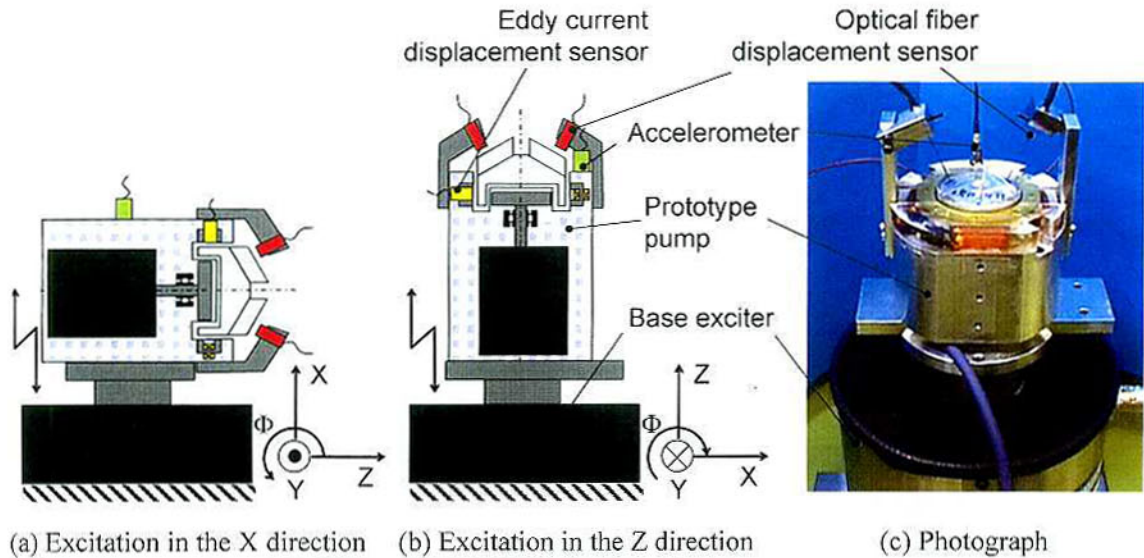 Eddy current
displacement sensor
Optical fiber
displacement sensor
Accelerometer
Prototype
pump
Base exciter
X
Φ
Y
Z
Z
Φ
Y
X
(a) Excitation in the X direction
(b) Excitation in the Z direction
(c) Photograph